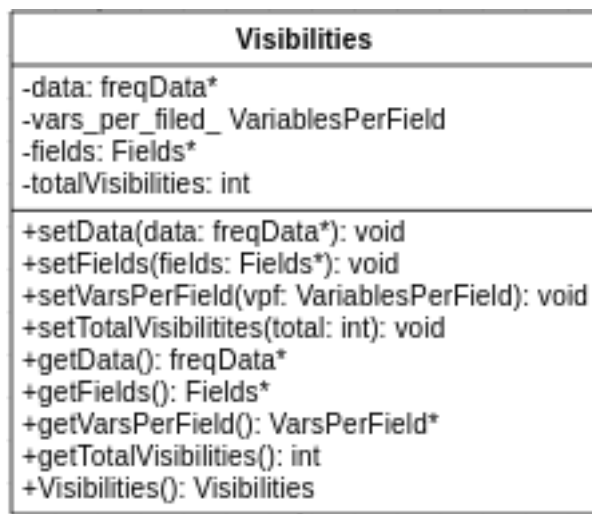 Visibilities
-data: freqData*
-vars_per_filed_ VariablesPerField
-fields: Fields*
-totalVisibilities: int
+setData(data: freqData*): void
+setFields(fields: Fields*): void
+setVarsPerField(vpf: VariablesPerField): void
+setTotalVisibilitites(total: int): void
+getData(): freqData*
+getFields(): Fields*
+getVarsPerField(): VarsPerField*
+getTotalVisibilities(): int
+Visibilities(): Visibilities